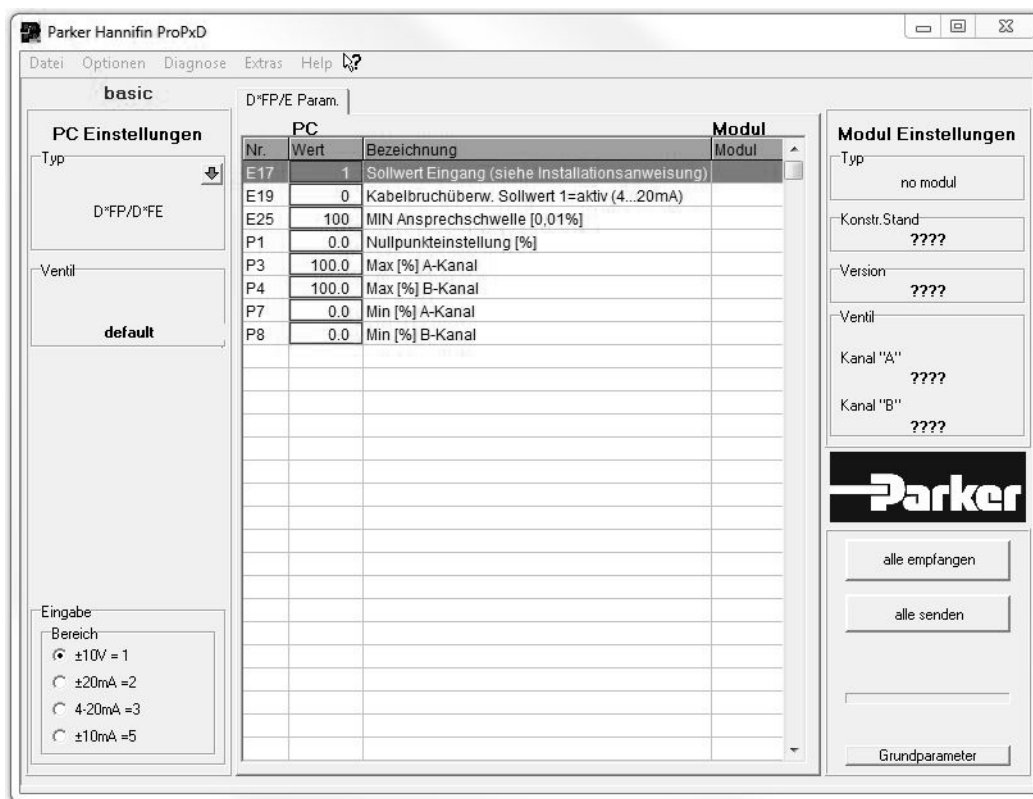 Parker Hannifin ProPxD
Datei Optionen Diagnose Extras Help ?
basic
PC Einstellungen
Typ
D*FP/D*FE
Ventil
default
Eingabe
Bereich
±10V = 1
±20mA =2
4-20mA =3
±10mA =5
D*FP/E Param.
PC Modul
Nr. Wert Bezeichnung Modul
E17 1 Sollwert Eingang (siehe Installationsanweisung)
E19 0 Kabelbruchüberw. Sollwert 1=aktiv (4...20mA)
E25 100 MIN Ansprechschwelle [0,01%]
P1 0.0 Nullpunkteinstellung [%]
P3 100.0 Max [%] A-Kanal
P4 100.0 Max [%] B-Kanal
P7 0.0 Min [%] A-Kanal
P8 0.0 Min [%] B-Kanal
Modul Einstellungen
Typ
no modul
Konstr.Stand
????
Version
????
Ventil
Kanal "A"
????
Kanal "B"
????
Parker
alle empfangen
alle senden
Grundparameter